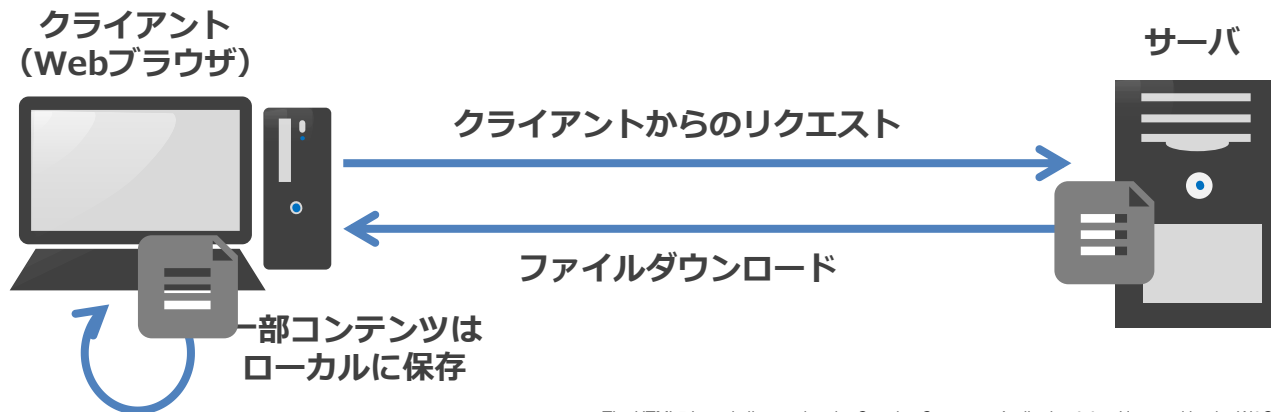 クライアント
（Webブラウザ）
サーバ
クライアントからのリクエスト
ファイルダウンロード
一部コンテンツは
ローカルに保存